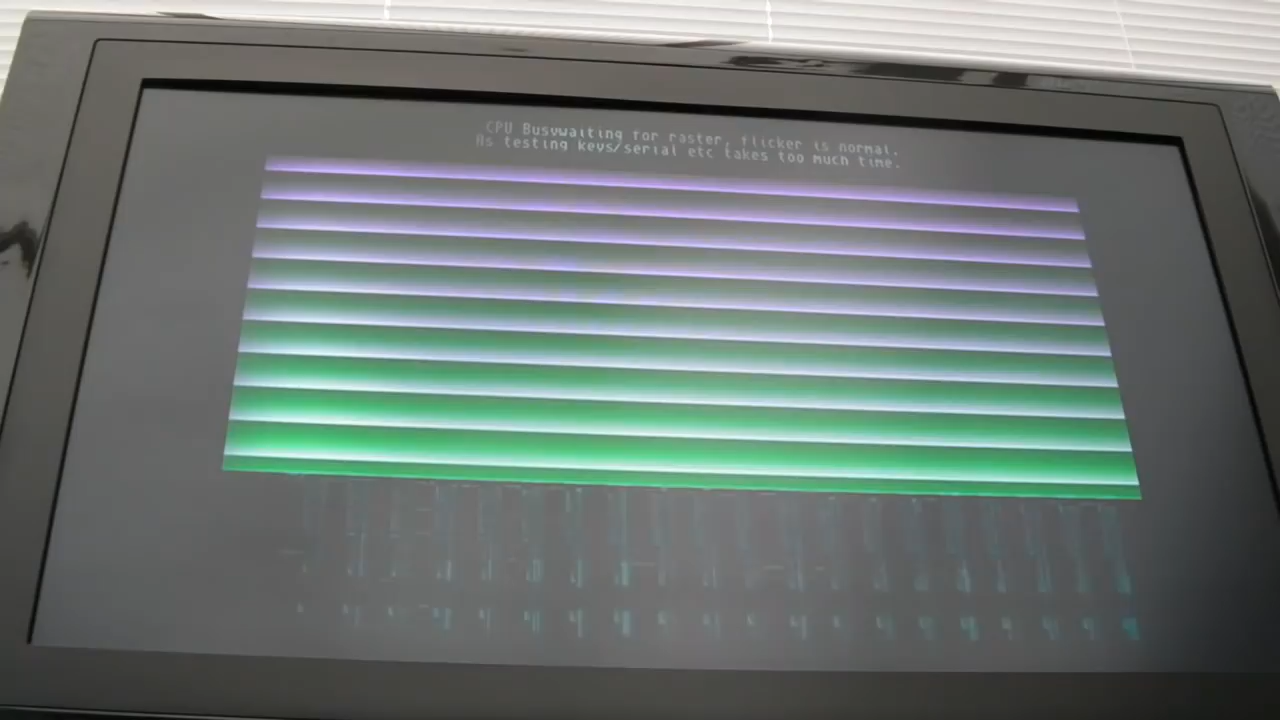 CPU Busywaiting for raster, flicker is normal.
As testing keys/serial etc takes too much time.